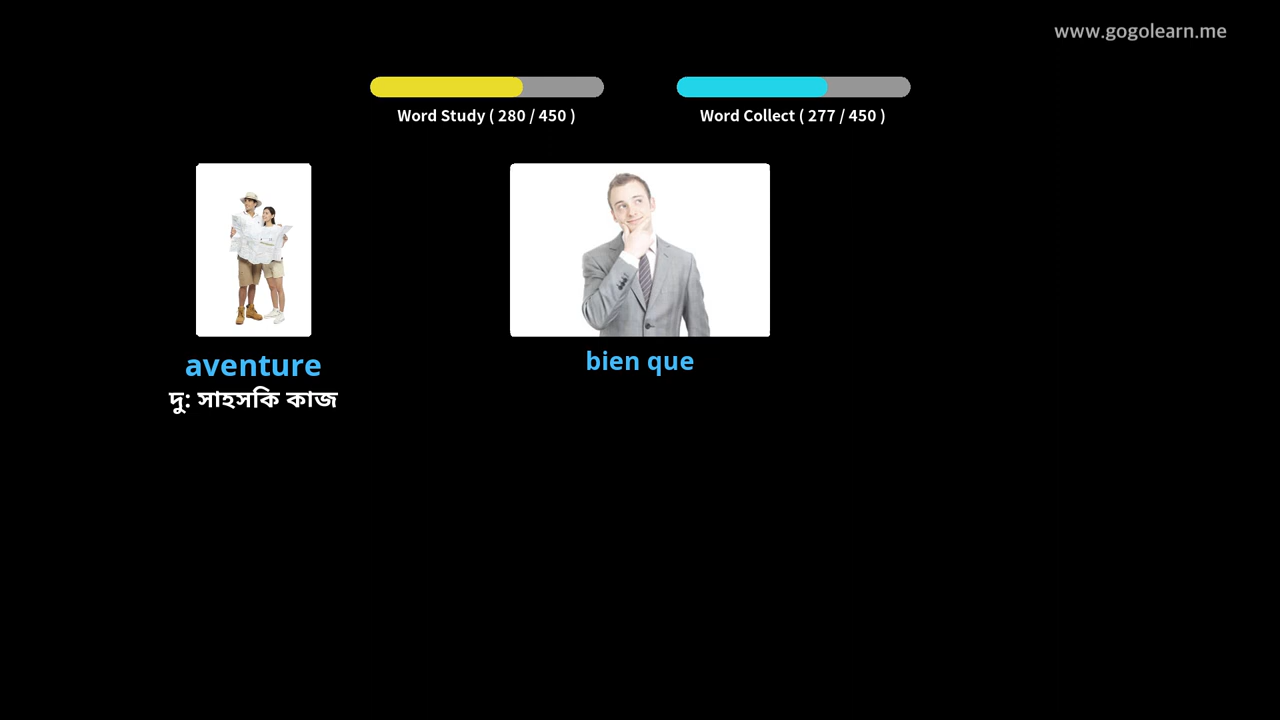 www.gogolearn.me
Word Study ( 280 / 450 )
Word Collect ( 277 / 450 )
aventure
দু: সাহসকি কাজ
bien que